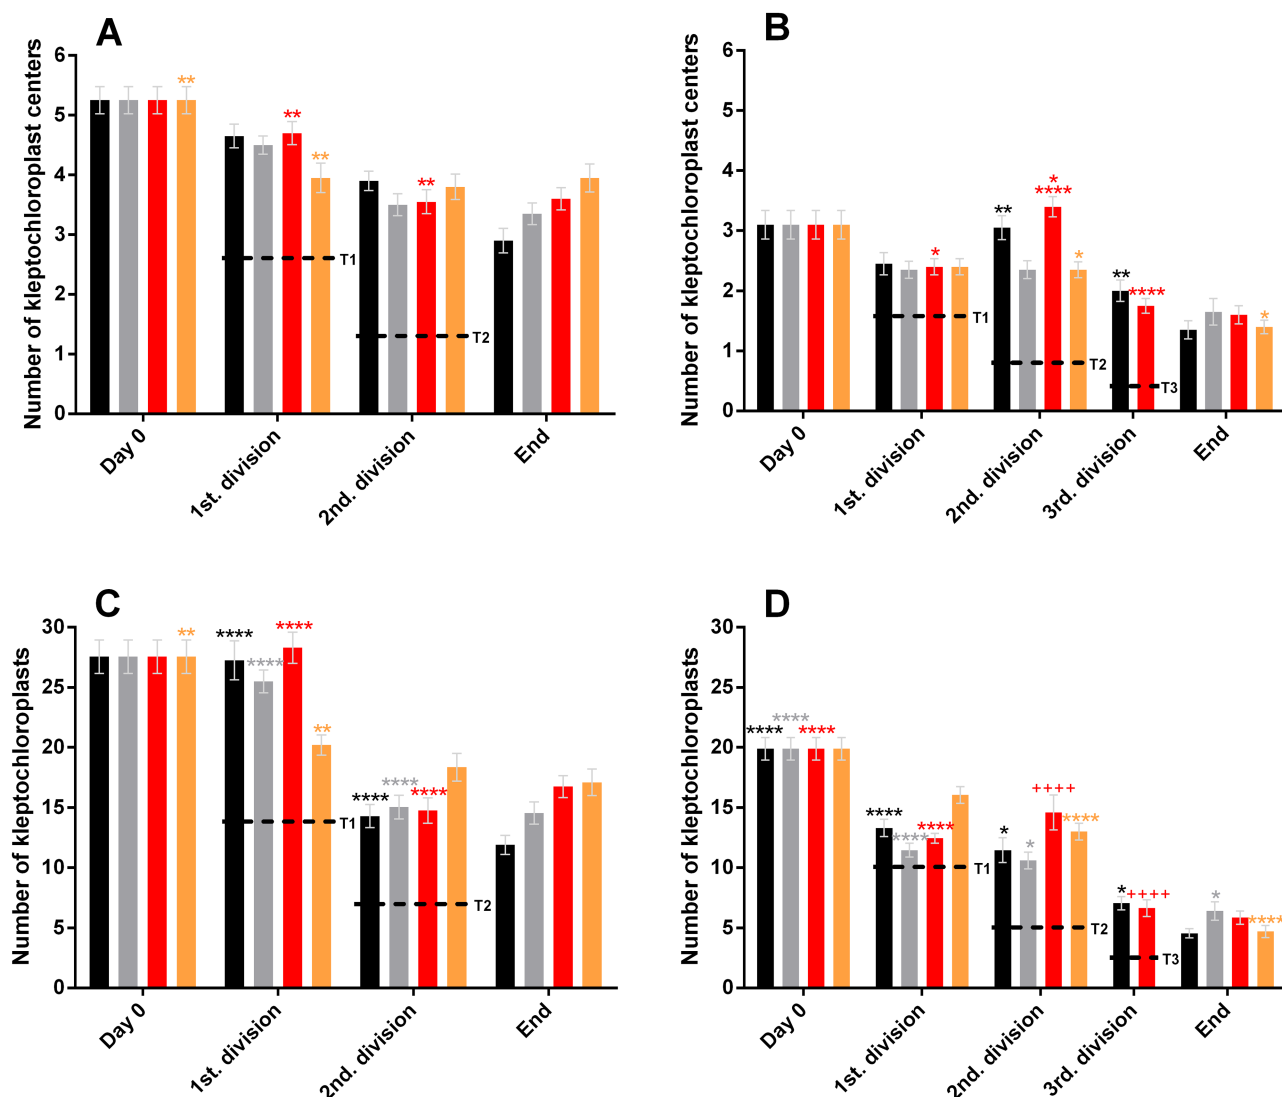 A
Number of kleptochloroplast centers
6
5
4
3
2
1
0
**
**
**
**
T1
T2
Day 0
1st. division
2nd. division
End
B
Number of kleptochloroplast centers
6
5
4
3
2
1
0
*
**
*
****
*
**
****
*
T1
T2
T3
Day 0
1st. division
2nd. division
3rd. division
End
C
Number of kleptochloroplasts
30
25
20
15
10
5
0
**
****
****
****
**
****
****
****
T1
T2
Day 0
1st. division
2nd. division
End
D
Number of kleptochloroplasts
30
25
20
15
10
5
0
****
****
****
****
****
****
*
*
++++
****
*
++++
*
****
T1
T2
T3
Day 0
1st. division
2nd. division
3rd. division
End